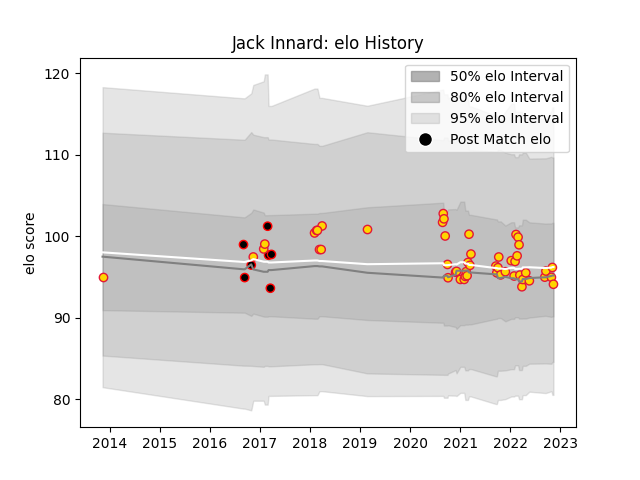 Jack Innard: elo History
50% elo Interval
80% elo Interval
95% elo Interval
Post Match elo
elo score
120
110
100
90
80
2014 2015 2016 2017 2018 2019 2020 2021 2022 2023